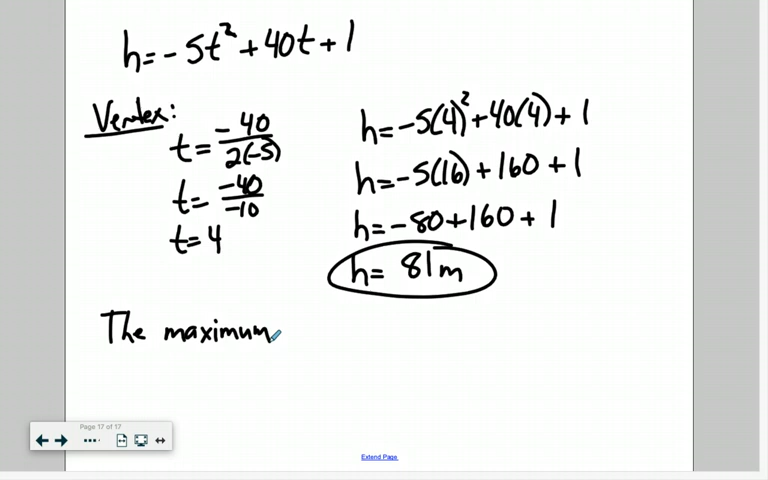 h=-5t²+40t+1
Vertex:
t= -40/2(-5)
t= -40/-10
t=4
h=-5(4)²+40(4)+1
h=-5(16)+160+1
h=-80+160+1
h= 81m
The maximum
Page 17 of 17
Extend Page